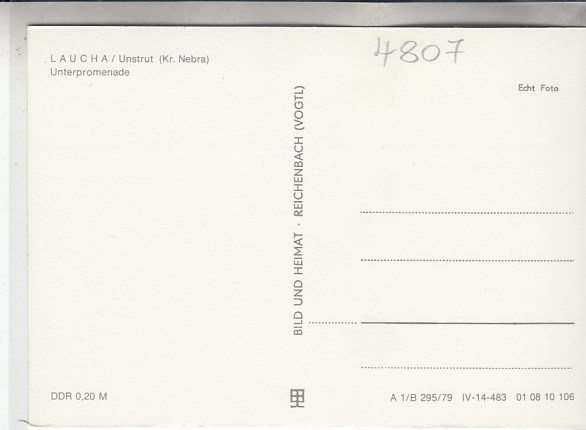 LAUCHA / Unstrut (Kr. Nebra)
Unterpromenade
4807
Echt Foto
BILD UND HEIMAT · REICHENBACH (VOGTL)
DDR 0,20 M
A 1/B 295/79 IV-14-483 01 08 10 106